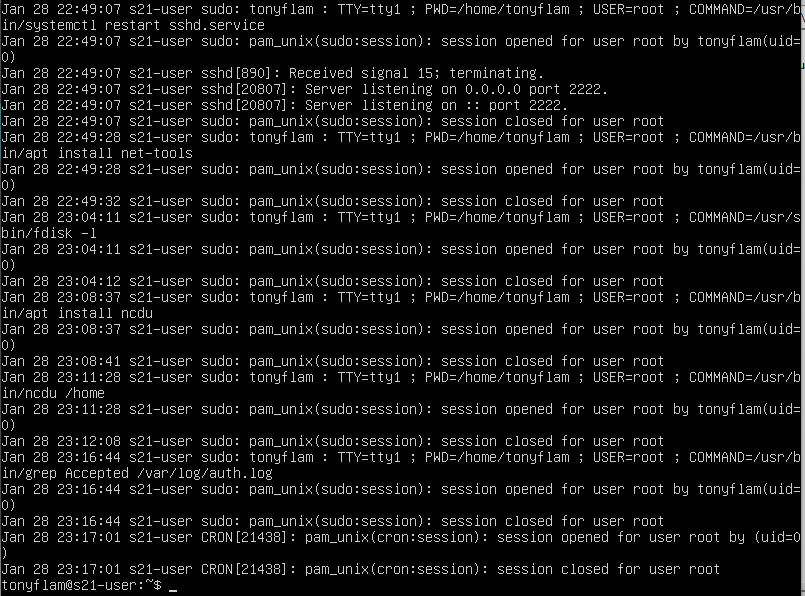 Jan 28 22:49:07 s21-user sudo: tonyflam : TTY=tty1 ; PWD=/home/tonyflam ; USER=root ; COMMAND=/usr/b
in/systemctl restart sshd.service
Jan 28 22:49:07 s21-user sudo: pam_unix(sudo:session): session opened for user root by tonyflam(uid=
0)
Jan 28 22:49:07 s21-user sshd[890]: Received signal 15; terminating.
Jan 28 22:49:07 s21-user sshd[20807]: Server listening on 0.0.0.0 port 2222.
Jan 28 22:49:07 s21-user sshd[20807]: Server listening on :: port 2222.
Jan 28 22:49:07 s21-user sudo: pam_unix(sudo:session): session closed for user root
Jan 28 22:49:28 s21-user sudo: tonyflam : TTY=tty1 ; PWD=/home/tonyflam ; USER=root ; COMMAND=/usr/b
in/apt install net-tools
Jan 28 22:49:28 s21-user sudo: pam_unix(sudo:session): session opened for user root by tonyflam(uid=
0)
Jan 28 22:49:32 s21-user sudo: pam_unix(sudo:session): session closed for user root
Jan 28 23:04:11 s21-user sudo: tonyflam : TTY=tty1 ; PWD=/home/tonyflam ; USER=root ; COMMAND=/usr/s
bin/fdisk -l
Jan 28 23:04:11 s21-user sudo: pam_unix(sudo:session): session opened for user root by tonyflam(uid=
0)
Jan 28 23:04:12 s21-user sudo: pam_unix(sudo:session): session closed for user root
Jan 28 23:08:37 s21-user sudo: tonyflam : TTY=tty1 ; PWD=/home/tonyflam ; USER=root ; COMMAND=/usr/b
in/apt install ncdu
Jan 28 23:08:37 s21-user sudo: pam_unix(sudo:session): session opened for user root by tonyflam(uid=
0)
Jan 28 23:08:41 s21-user sudo: pam_unix(sudo:session): session closed for user root
Jan 28 23:11:28 s21-user sudo: tonyflam : TTY=tty1 ; PWD=/home/tonyflam ; USER=root ; COMMAND=/usr/b
in/ncdu /home
Jan 28 23:11:28 s21-user sudo: pam_unix(sudo:session): session opened for user root by tonyflam(uid=
0)
Jan 28 23:12:08 s21-user sudo: pam_unix(sudo:session): session closed for user root
Jan 28 23:16:44 s21-user sudo: tonyflam : TTY=tty1 ; PWD=/home/tonyflam ; USER=root ; COMMAND=/usr/b
in/grep Accepted /var/log/auth.log
Jan 28 23:16:44 s21-user sudo: pam_unix(sudo:session): session opened for user root by tonyflam(uid=
0)
Jan 28 23:16:44 s21-user sudo: pam_unix(sudo:session): session closed for user root
Jan 28 23:17:01 s21-user CRON[21438]: pam_unix(cron:session): session opened for user root by (uid=0
)
Jan 28 23:17:01 s21-user CRON[21438]: pam_unix(cron:session): session closed for user root
tonyflam@s21-user:~$ _